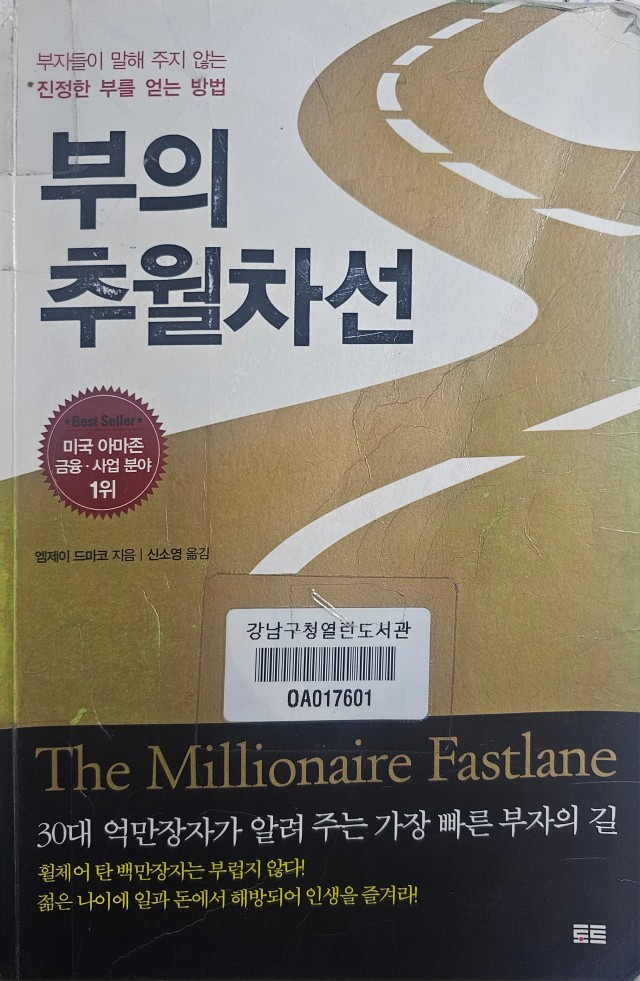 부자들이 말해 주지 않는
진정한 부를 얻는 방법
부의
추월차선
Best Seller
미국 아마존
금융·사업 분야
1위
엠제이 드마코 지음 | 신소영 옮김
강남구청열린도서관
0A017601
The Millionaire Fastlane
30대 억만장자가 알려 주는 가장 빠른 부자의 길
휠체어 탄 백만장자는 부럽지 않다!
젊은 나이에 일과 돈에서 해방되어 인생을 즐겨라!
토트